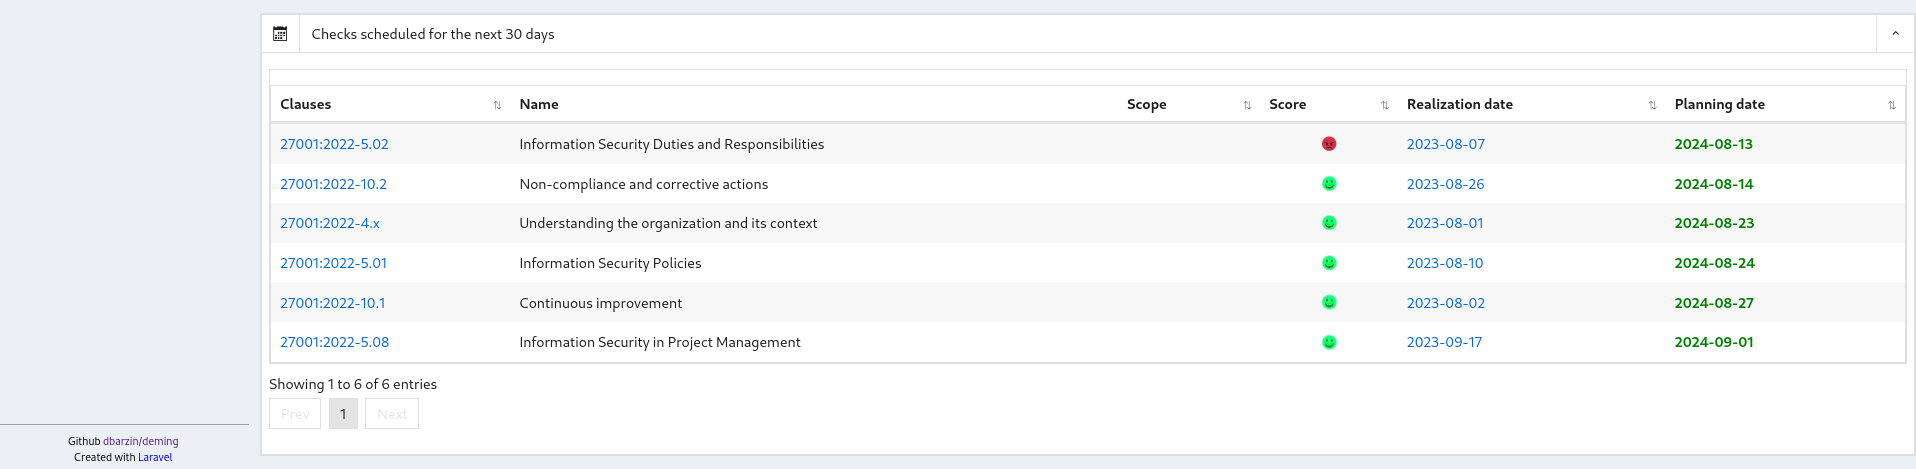 Checks scheduled for the next 30 days
Clauses Name Scope Score Realization date Planning date
27001:2022-5.02 Information Security Duties and Responsibilities 2023-08-07 2024-08-13
27001:2022-10.2 Non-compliance and corrective actions 2023-08-26 2024-08-14
27001:2022-4.x Understanding the organization and its context 2023-08-01 2024-08-23
27001:2022-5.01 Information Security Policies 2023-08-10 2024-08-24
27001:2022-10.1 Continuous improvement 2023-08-02 2024-08-27
27001:2022-5.08 Information Security in Project Management 2023-09-17 2024-09-01
Showing 1 to 6 of 6 entries
Prev 1 Next
Github dbarzin/deming
Created with Laravel